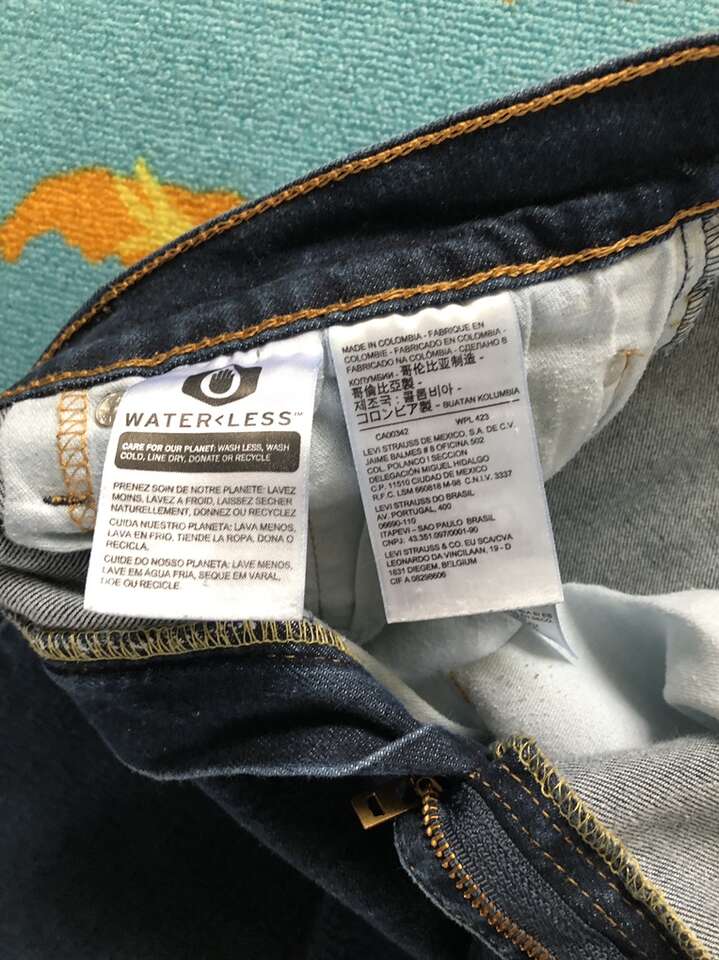 WATER<LESS™
CARE FOR OUR PLANET: WASH LESS, WASH
COLD, LINE DRY, DONATE OR RECYCLE
PRENEZ SOIN DE NOTRE PLANETE: LAVEZ
MOINS, LAVEZ A FROID, LAISSEZ SÉCHER
NATURELLEMENT, DONNEZ OU RECYCLEZ
CUIDA NUESTRO PLANETA: LAVA MENOS,
LAVA EN FRIO, TIENDE LA ROPA, DONA O
RECICLA.
CUIDE DO NOSSO PLANETA: LAVE MENOS,
LAVE EM ÁGUA FRIA, SEQUE EM VARAL,
DOE OU RECICLE.
MADE IN COLOMBIA - FABRIQUE EN
COLOMBIE - FABRICADO EN COLOMBIA -
FABRICADO NA COLÔMBIA - СДЕЛАНО В
КОЛУМБИИ - 哥伦比亚制造 -
哥倫比亞製 -
제조국 : 콜롬비아 -
コロンビア製 - BUATAN KOLUMBIA
CA00342 WPL 423
LEVI STRAUSS DE MEXICO, S.A. DE C.V.
JAIME BALMES # 8 OFICINA 502
COL. POLANCO I SECCION
DELEGACIÓN MIGUEL HIDALGO
C.P. 11510 CIUDAD DE MEXICO
R.F.C. LSM 660818 M-98 C.N.I.V. 3337
LEVI STRAUSS DO BRASIL
AV. PORTUGAL, 400
06690-110
ITAPEVI - SAO PAULO BRASIL
CNPJ. 43.351.097/0001-90
LEVI STRAUSS & CO. EU SCA/CVA
LEONARDO DA VINCILAAN, 19 - D
1831 DIEGEM, BELGIUM
CIF A 08298606